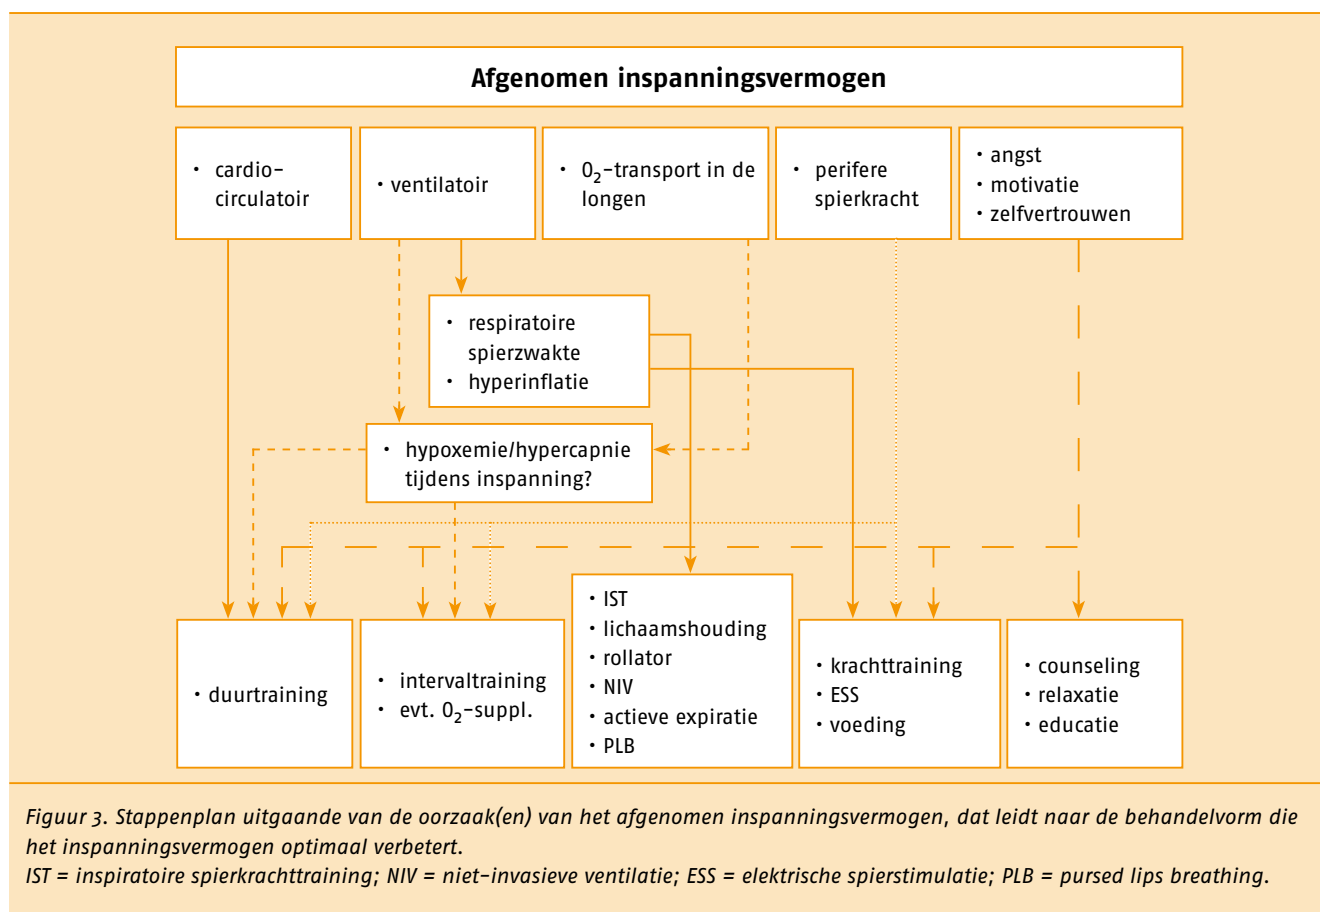 Afgenomen inspanningsvermogen
• cardio-
circulatoir
• ventilatoir
• O₂-transport in de
longen
• perifere
spierkracht
• angst
• motivatie
• zelfvertrouwen
• respiratoire
spierzwakte
• hyperinflatie
• hypoxemie/hypercapnie
tijdens inspanning?
• duurtraining
• intervaltraining
• evt. O₂-suppl.
• IST
• lichaamshouding
• rollator
• NIV
• actieve expiratie
• PLB
• krachttraining
• ESS
• voeding
• counseling
• relaxatie
• educatie
Figuur 3. Stappenplan uitgaande van de oorzaak(en) van het afgenomen inspanningsvermogen, dat leidt naar de behandelvorm die
het inspanningsvermogen optimaal verbetert.
IST = inspiratoire spierkrachttraining; NIV = niet-invasieve ventilatie; ESS = elektrische spierstimulatie; PLB = pursed lips breathing.